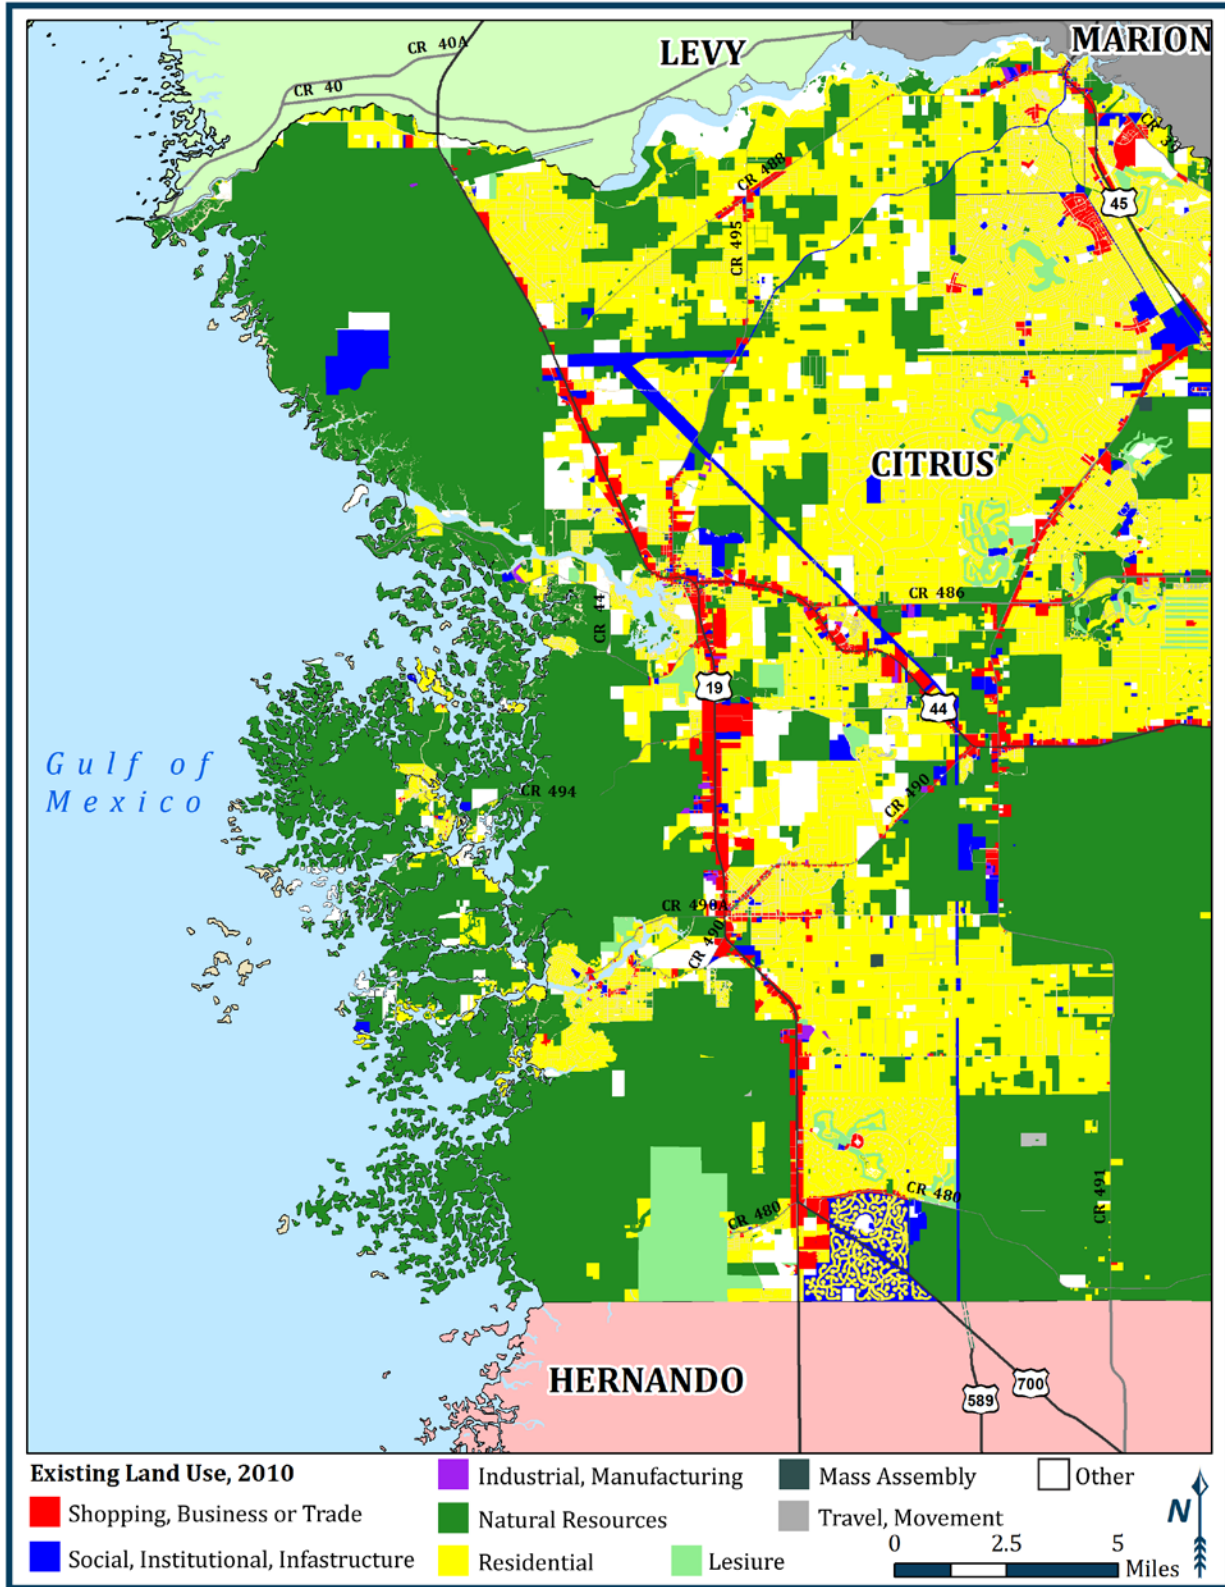 MARION
LEVY
CR 40A
CR 40
CR 39
CR 488
45
CR 495
CITRUS
CR 486
CR 44
19
44
Gulf of
Mexico
CR 494
CR 490
CR 490A
CR 490
CR 491
CR 480
CR 480
HERNANDO
700
589
Existing Land Use, 2010
Shopping, Business or Trade
Social, Institutional, Infastructure
Industrial, Manufacturing
Natural Resources
Residential
Lesiure
Mass Assembly
Travel, Movement
Other
N
0 2.5 5
Miles